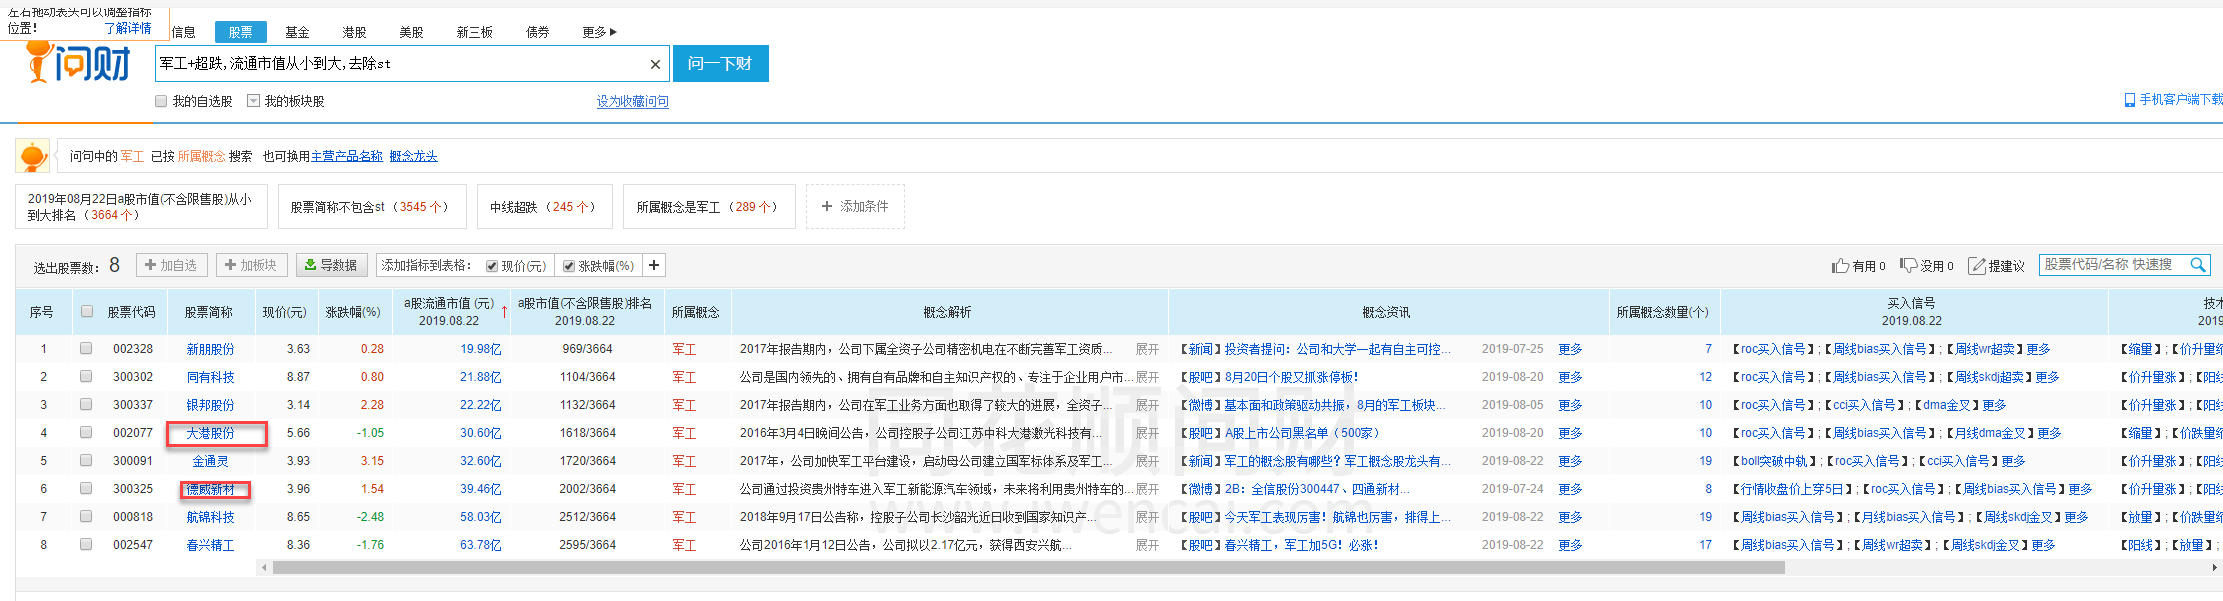 左右拖动表头可以调整指标
位置! 了解详情
信息 股票 基金 港股 美股 新三板 债券 更多▶
问财 军工+超跌,流通市值从小到大,去除st × 问一下财
我的自选股 我的板块股 设为收藏问句
手机客户端下载
问句中的 军工 已按 所属概念 搜索 也可换用主营产品名称 概念龙头
2019年08月22日a股市值(不含限售股)从小
到大排名（3664 个） 股票简称不包含st（3545 个） 中线超跌（245 个） 所属概念是军工（289 个） + 添加条件
选出股票数： 8 + 加自选 + 加板块 导数据 添加指标到表格： 现价(元) 涨跌幅(%) + 有用 0 没用 0 提建议 股票代码/名称 快速搜
序号 股票代码 股票简称 现价(元) 涨跌幅(%) a股流通市值 (元) 2019.08.22 ↑ a股市值(不含限售股)排名 2019.08.22 所属概念 概念解析 概念资讯 所属概念数量(个) 买入信号 2019.08.22 技术 2019
1 002328 新朋股份 3.63 0.28 19.98亿 969/3664 军工 2017年报告期内，公司下属全资子公司精密机电在不断完善军工资质... 展开 【新闻】投资者提问：公司和大学一起有自主可控... 2019-07-25 更多 7 【roc买入信号】;【周线bias买入信号】;【周线wr超卖】更多 【缩量】;【价升量缩
2 300302 同有科技 8.87 0.80 21.88亿 1104/3664 军工 公司是国内领先的、拥有自有品牌和自主知识产权的、专注于企业用户市... 展开 【股吧】8月20日个股又抓涨停板! 2019-08-20 更多 12 【roc买入信号】;【周线bias买入信号】;【周线skdj超卖】更多 【价升量涨】;【阳线
3 300337 银邦股份 3.14 2.28 22.22亿 1132/3664 军工 2017年报告期内，公司在军工业务方面也取得了较大的进展，全资子... 展开 【微博】基本面和政策驱动共振，8月的军工板块... 2019-08-05 更多 10 【roc买入信号】;【cci买入信号】;【dma金叉】更多 【价升量涨】;【阳线
4 002077 大港股份 5.66 -1.05 30.60亿 1618/3664 军工 2016年3月4日晚间公告，公司控股子公司江苏中科大港激光科技有... 展开 【股吧】A股上市公司黑名单（500家） 2019-08-20 更多 10 【roc买入信号】;【周线bias买入信号】;【月线dma金叉】更多 【缩量】;【价跌量缩
5 300091 金通灵 3.93 3.15 32.60亿 1720/3664 军工 2017年，公司加快军工平台建设，启动母公司建立国军标体系及军工... 展开 【新闻】军工的概念股有哪些? 军工概念股龙头有... 2019-08-22 更多 19 【boll突破中轨】;【roc买入信号】;【cci买入信号】更多 【价升量涨】;【阳线
6 300325 德威新材 3.96 1.54 39.46亿 2002/3664 军工 公司通过投资贵州特车进入军工新能源汽车领域，未来将利用贵州特车的... 展开 【微博】2B：全信股份300447、四通新材... 2019-07-24 更多 8 【行情收盘价上穿5日】;【roc买入信号】;【周线bias买入信号】更多 【价升量涨】;【阳线
7 000818 航锦科技 8.65 -2.48 58.03亿 2512/3664 军工 2018年9月17日公告称，控股子公司长沙韶光近日收到国家知识产... 展开 【股吧】今天军工表现厉害! 航锦也厉害，排得上... 2019-08-22 更多 19 【周线bias买入信号】;【月线bias买入信号】;【周线skdj金叉】更多 【放量】;【价跌量
8 002547 春兴精工 8.36 -1.76 63.78亿 2595/3664 军工 公司2016年1月12日公告，公司拟以2.17亿元，获得西安兴航... 展开 【股吧】春兴精工，军工加5G! 必涨! 2019-08-22 更多 17 【周线bias买入信号】;【周线wr超卖】;【周线skdj金叉】更多 【阳线】;【放量】;